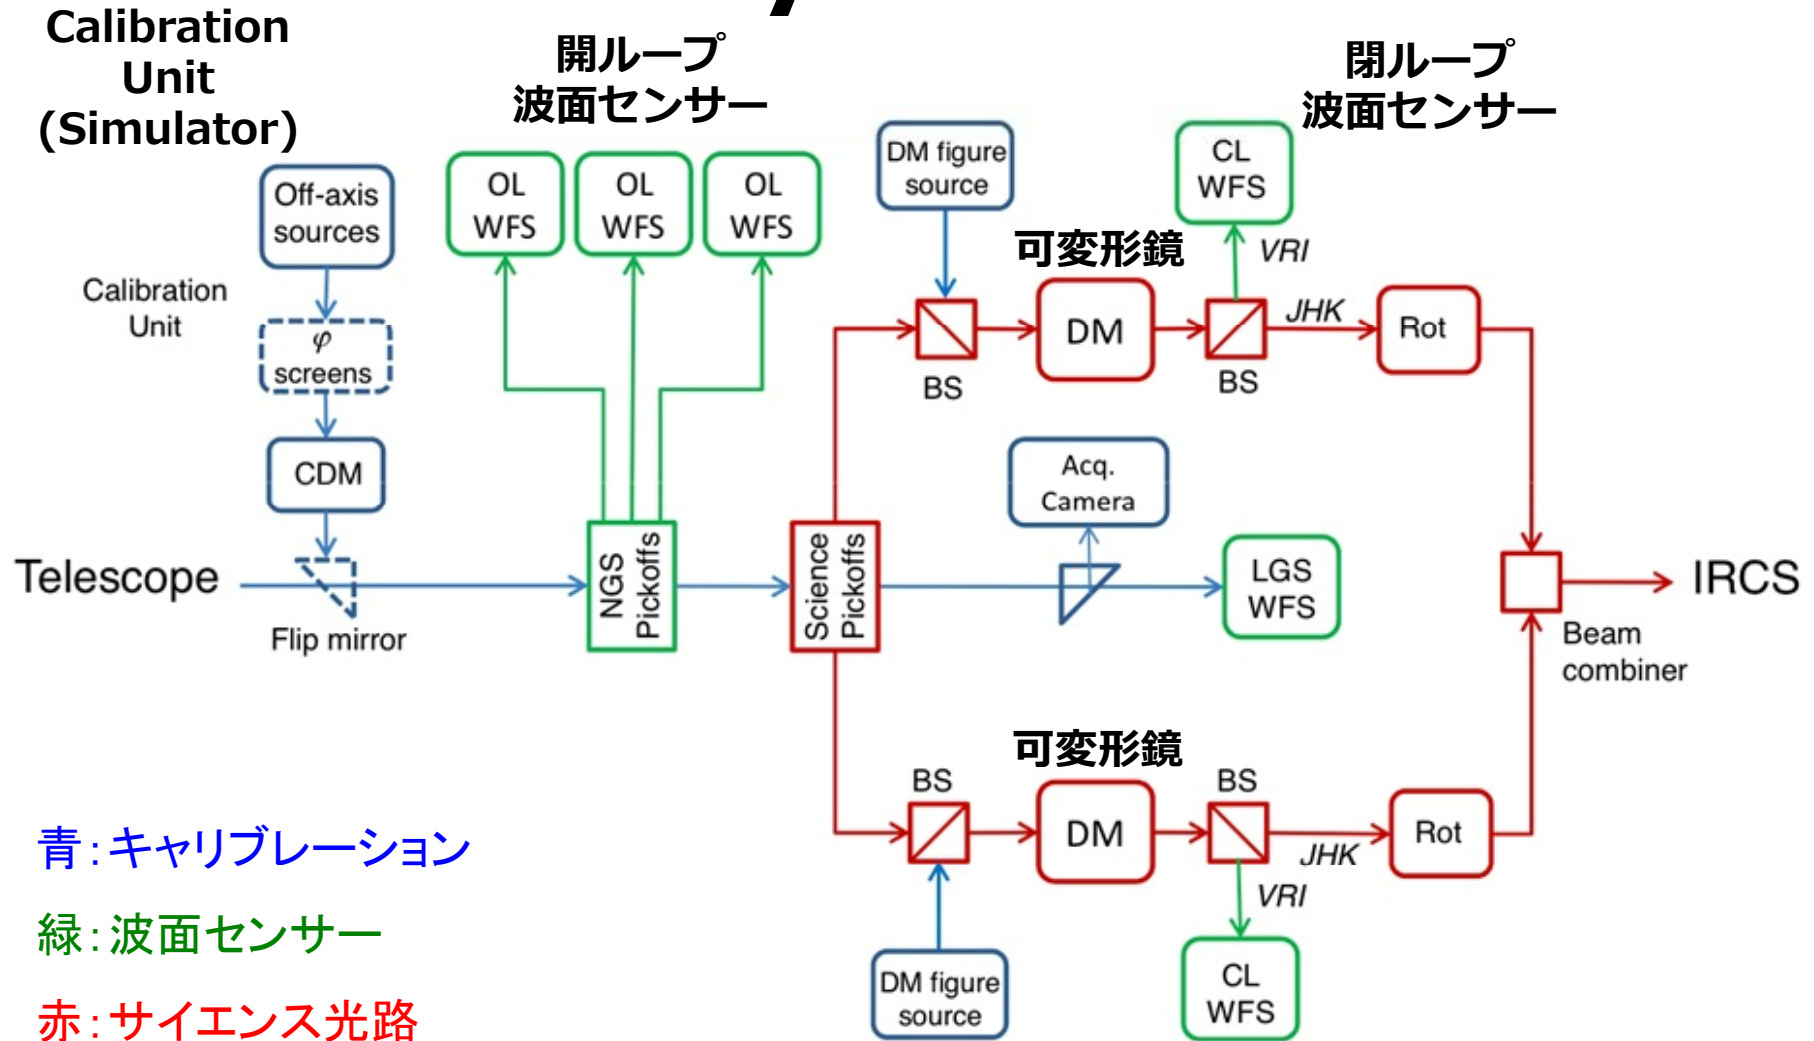 Calibration
Unit
(Simulator)
開ループ
波面センサー
閉ループ
波面センサー
Off-axis
sources
Calibration
Unit
φ
screens
CDM
Telescope
Flip mirror
OL
WFS
OL
WFS
OL
WFS
NGS
Pickoffs
Science
Pickoffs
DM figure
source
BS
可変形鏡
DM
CL
WFS
VRI
BS
JHK
Rot
Acq.
Camera
LGS
WFS
IRCS
Beam
combiner
BS
可変形鏡
DM
BS
JHK
Rot
VRI
DM figure
source
CL
WFS
青:キャリブレーション
緑:波面センサー
赤:サイエンス光路